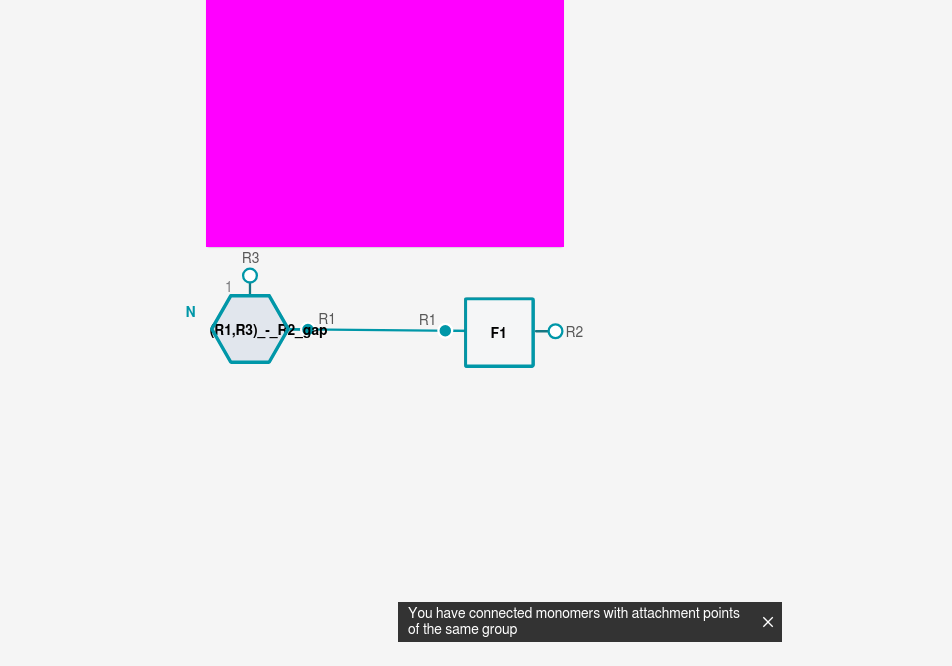 R3
1
N
(R1,R3)_-_R2_gap
R1
R1
F1
R2
You have connected monomers with attachment points
of the same group